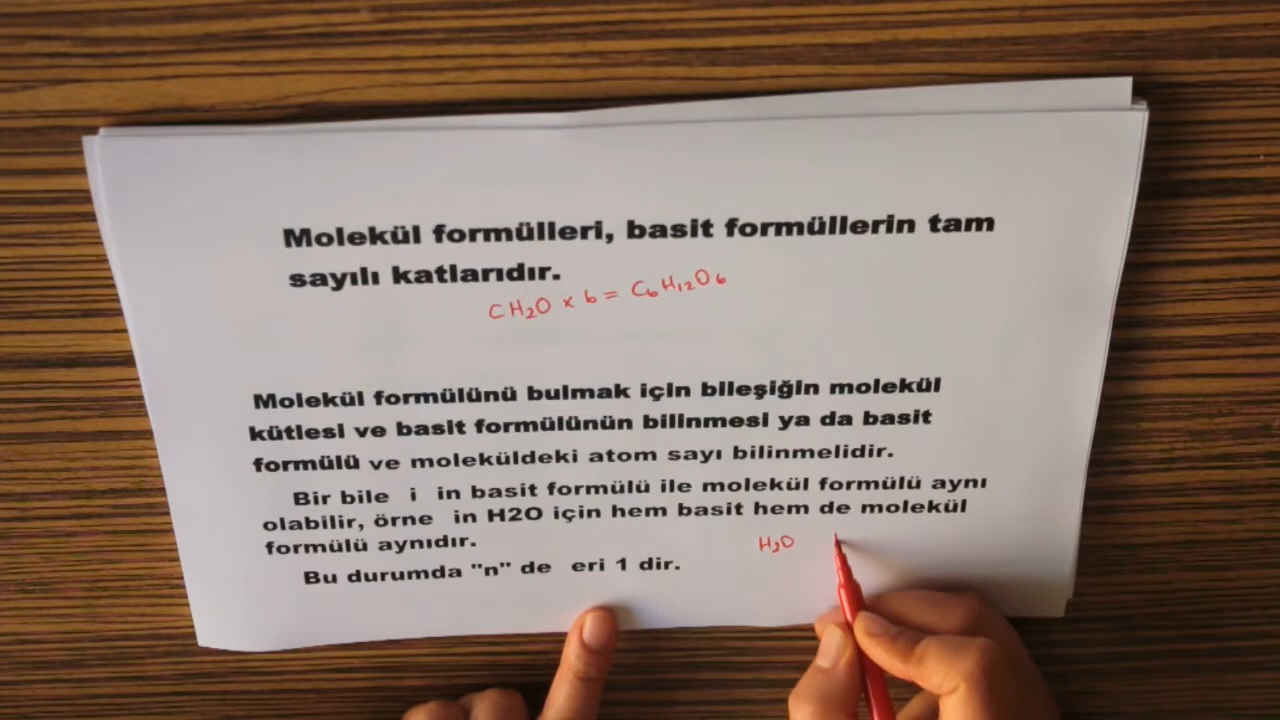 Molekül formülleri, basit formüllerin tam
sayılı katlarıdır.
CH₂O x 6 = C₆H₁₂O₆
Molekül formülünü bulmak için bileşiğin molekül
kütlesi ve basit formülünün bilinmesi ya da basit
formülü ve moleküldeki atom sayı bilinmelidir.
Bir bile i in basit formülü ile molekül formülü aynı
olabilir, örne in H2O için hem basit hem de molekül
formülü aynıdır.
H₂O
Bu durumda "n" de eri 1 dir.